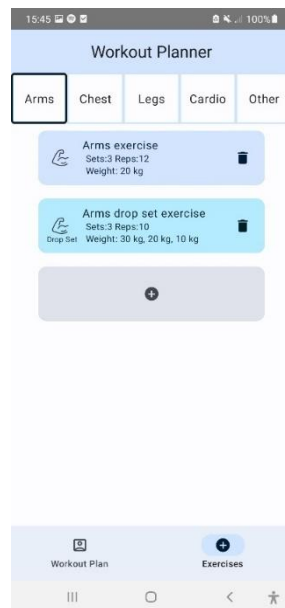 15:45 100%
Workout Planner
Arms Chest Legs Cardio Other
Arms exercise
Sets:3 Reps:12
Weight: 20 kg
Arms drop set exercise
Sets:3 Reps:10
Drop Set Weight: 30 kg, 20 kg, 10 kg
Workout Plan Exercises